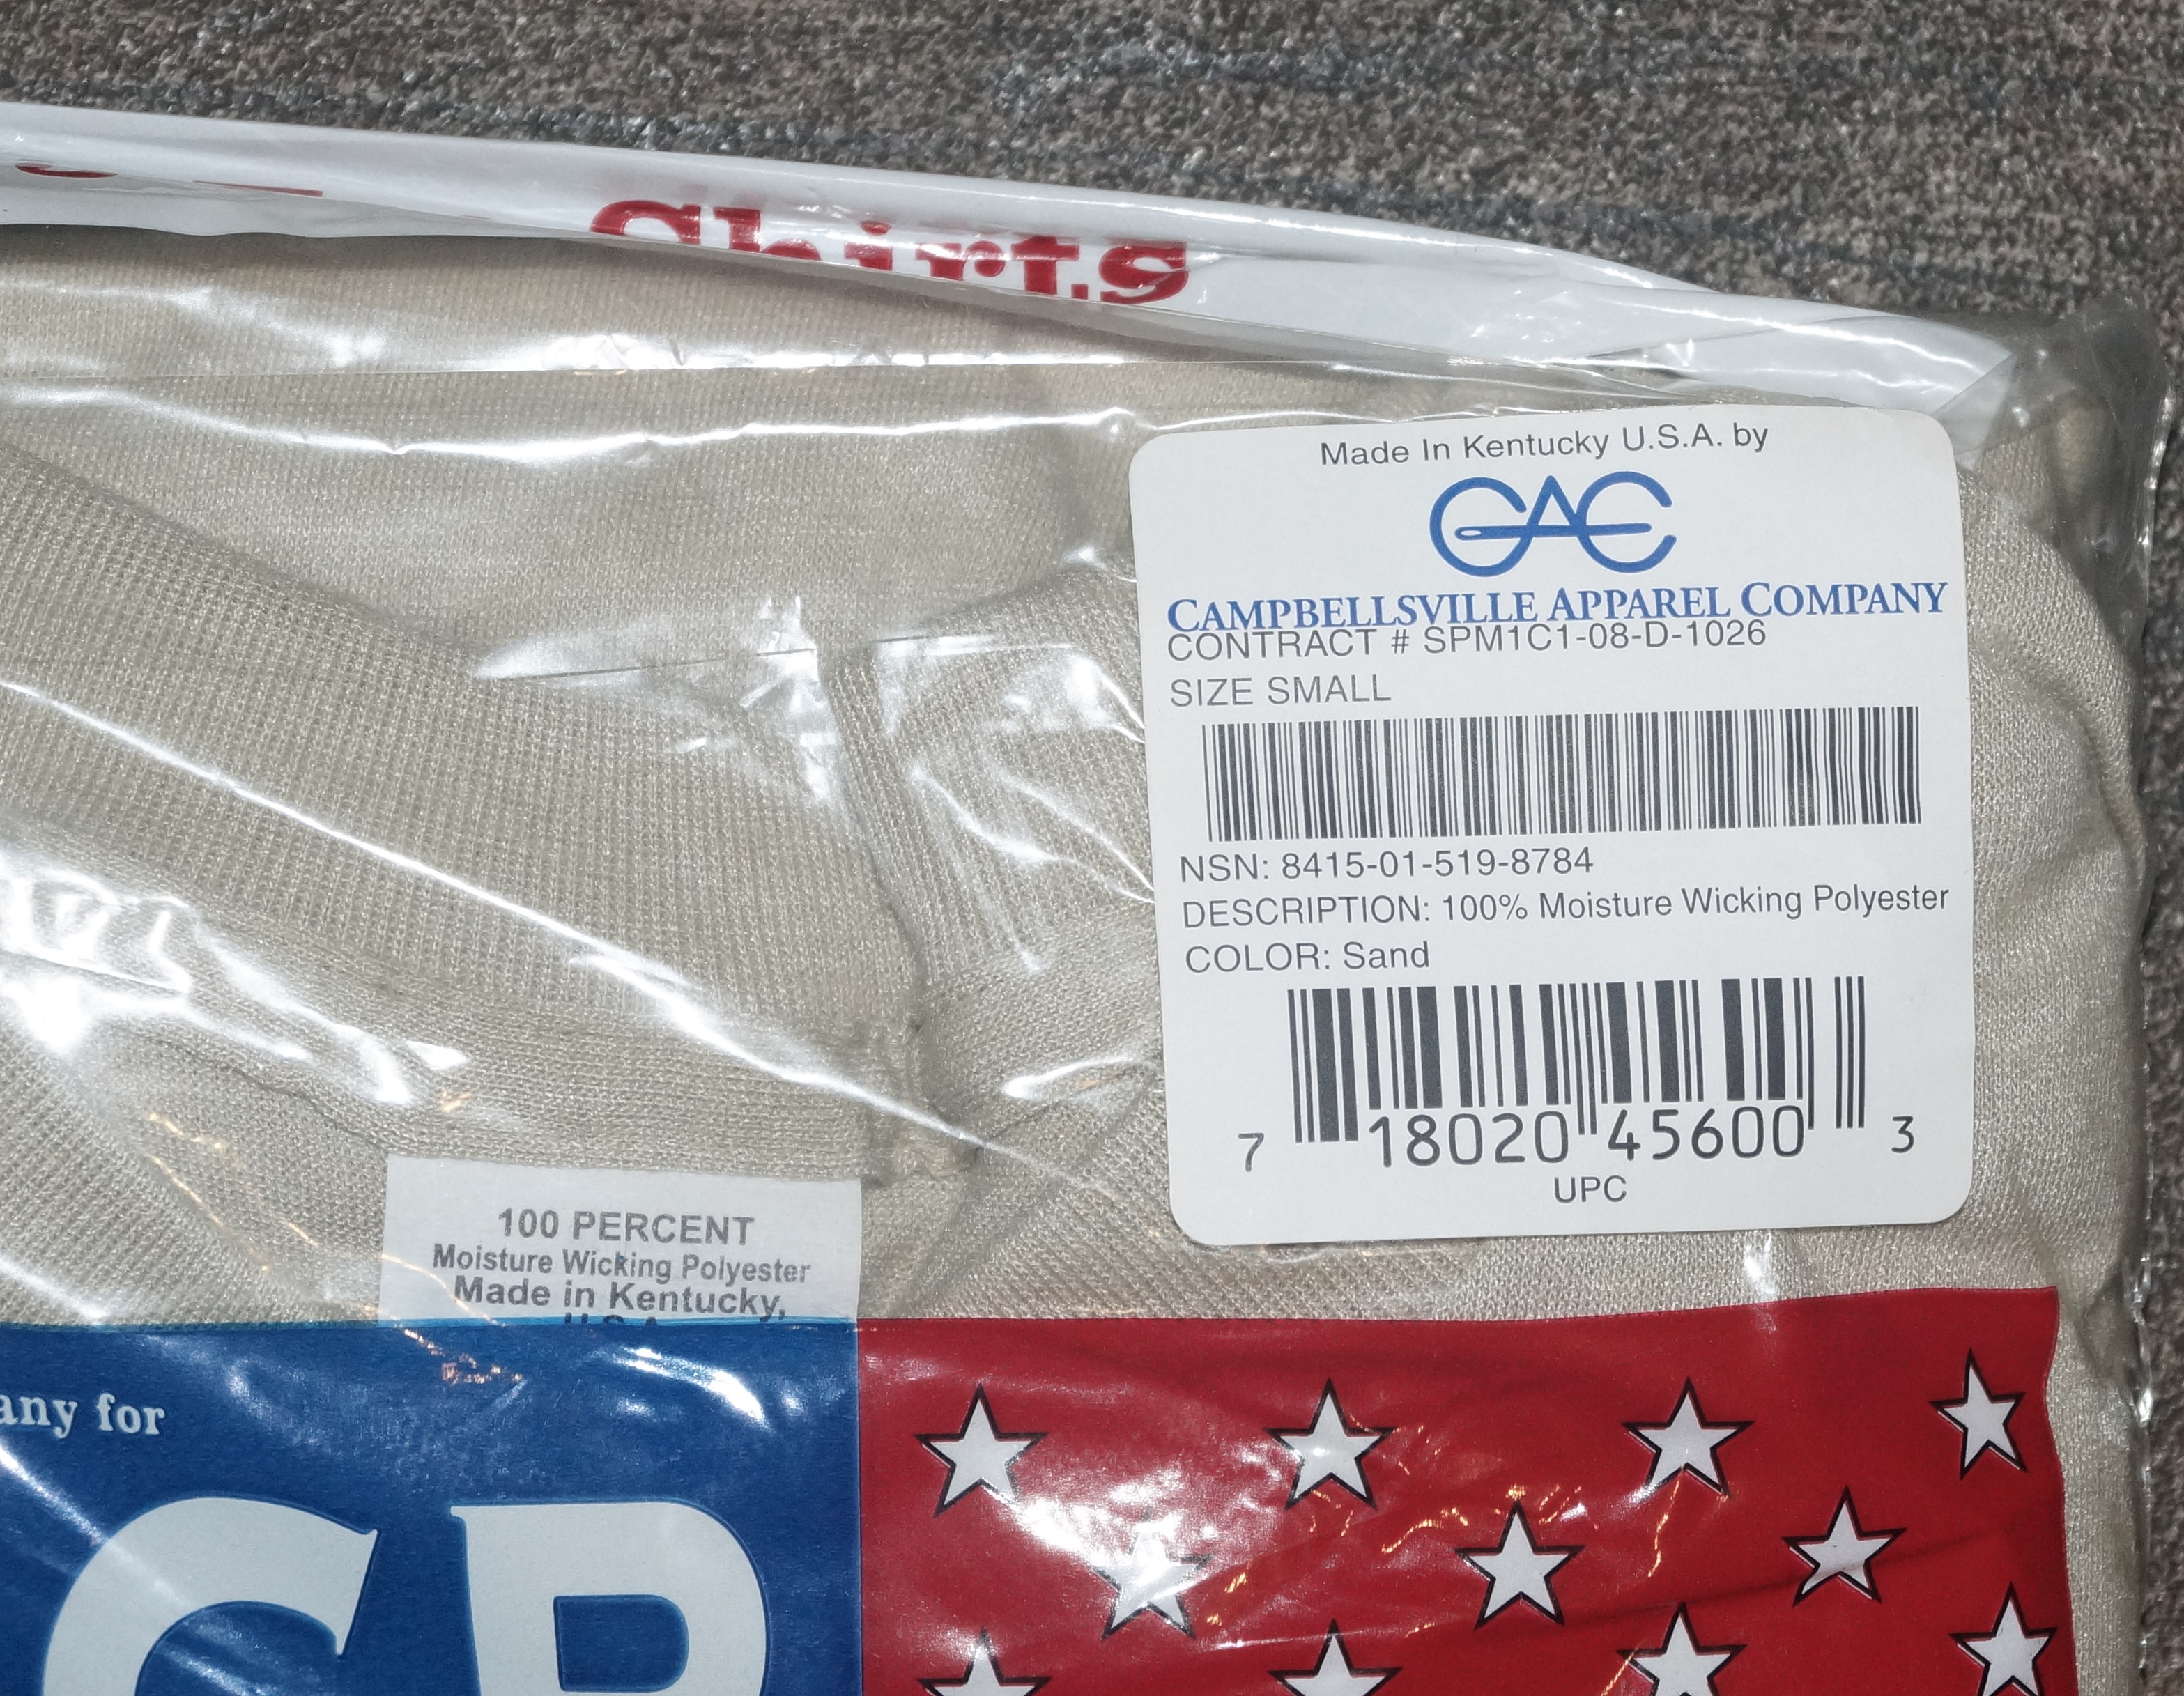 Shirts
Made In Kentucky U.S.A. by
CAC
CAMPBELLSVILLE APPAREL COMPANY
CONTRACT # SPM1C1-08-D-1026
SIZE SMALL
NSN: 8415-01-519-8784
DESCRIPTION: 100% Moisture Wicking Polyester
COLOR: Sand
7 18020 45600 3
UPC
100 PERCENT
Moisture Wicking Polyester
Made in Kentucky,
U.S.A.
any for